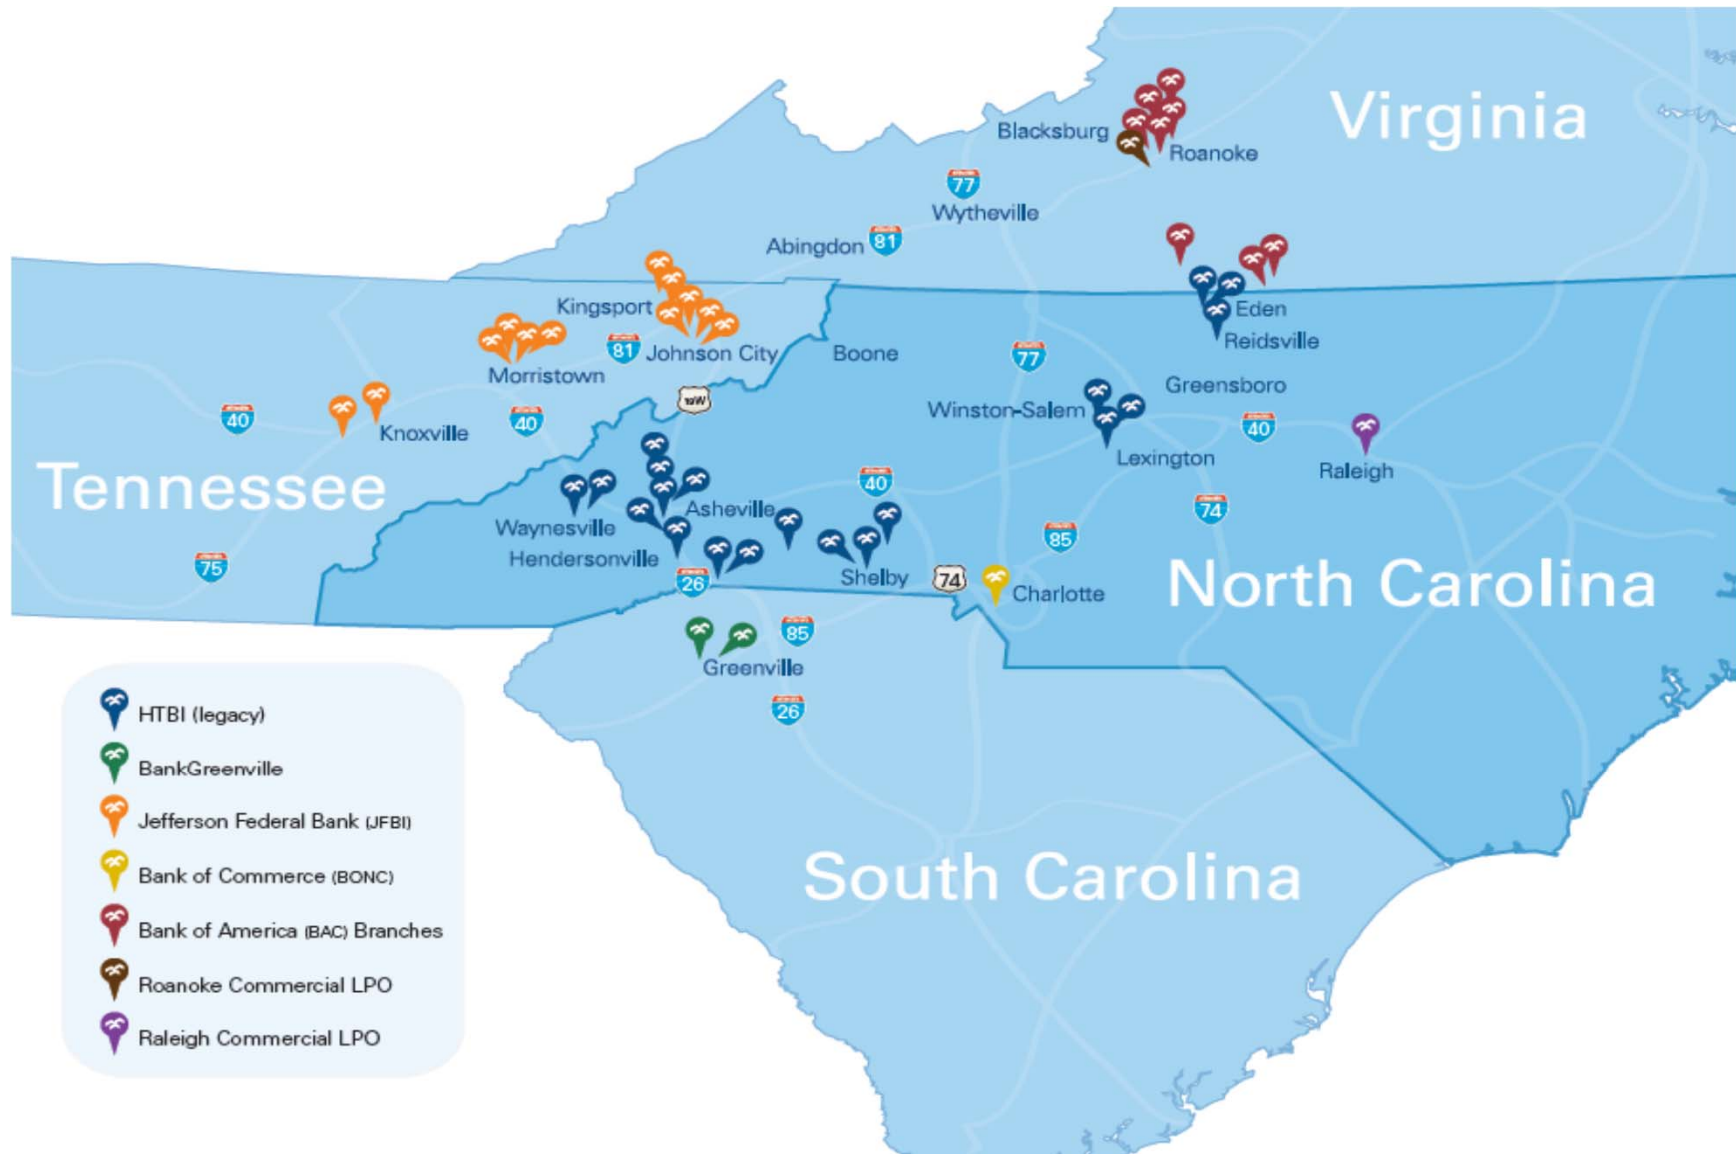 Virginia
Blacksburg
Roanoke
77
Wytheville
Abingdon
81
Kingsport
Eden
Reidsville
81
Johnson City
Boone
77
Morristown
Greensboro
19W
Winston-Salem
40
40
40
Knoxville
Lexington
Raleigh
Tennessee
40
Asheville
74
Waynesville
85
Hendersonville
75
26
Shelby
74
Charlotte
North Carolina
85
Greenville
26
HTBI (legacy)
BankGreenville
Jefferson Federal Bank (JFBI)
Bank of Commerce (BONC)
South Carolina
Bank of America (BAC) Branches
Roanoke Commercial LPO
Raleigh Commercial LPO